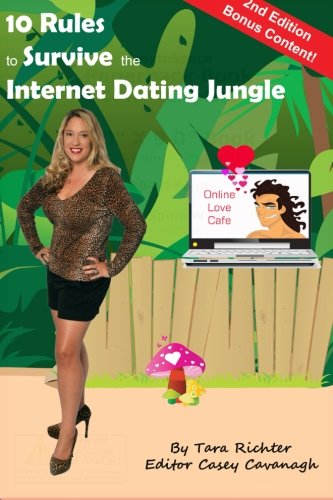 10 Rules
to Survive the
Internet Dating Jungle
2nd Edition
Bonus Content!
Online
Love
Cafe
By Tara Richter
Editor Casey Cavanagh